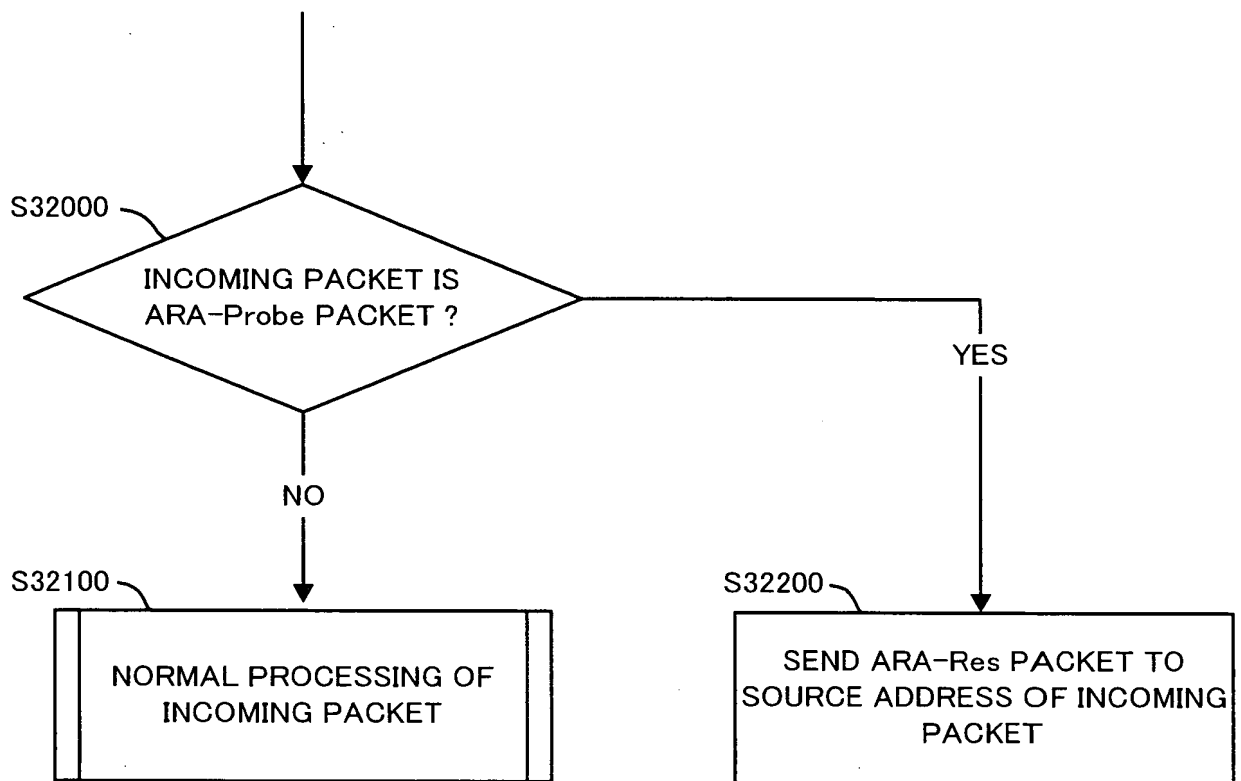 S32000
INCOMING PACKET IS
ARA-Probe PACKET ?
YES
NO
S32100
NORMAL PROCESSING OF
INCOMING PACKET
S32200
SEND ARA-Res PACKET TO
SOURCE ADDRESS OF INCOMING
PACKET